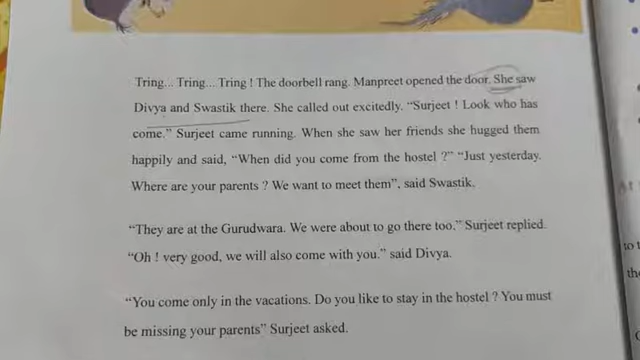 Tring... Tring... Tring ! The doorbell rang. Manpreet opened the door. She saw
Divya and Swastik there. She called out excitedly. “Surjeet ! Look who has
come.” Surjeet came running. When she saw her friends she hugged them
happily and said, “When did you come from the hostel ?” “Just yesterday.
Where are your parents ? We want to meet them”, said Swastik.
“They are at the Gurudwara. We were about to go there too.” Surjeet replied.
“Oh ! very good, we will also come with you.” said Divya.
“You come only in the vacations. Do you like to stay in the hostel ? You must
be missing your parents” Surjeet asked.